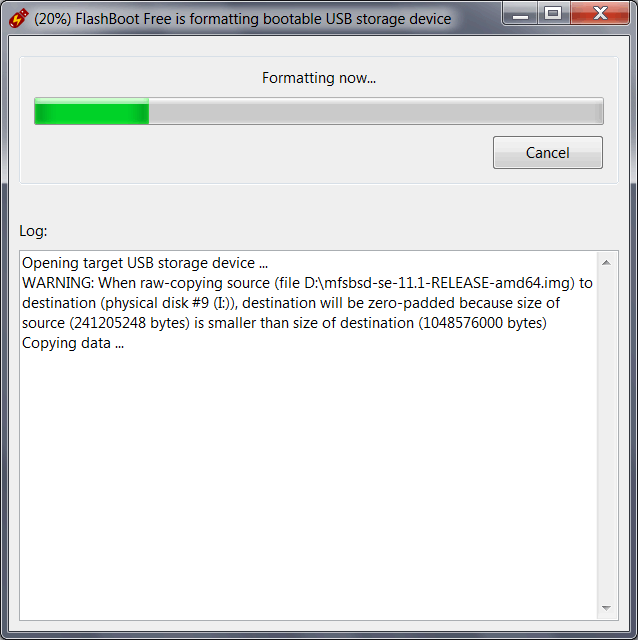 (20%) FlashBoot Free is formatting bootable USB storage device
Formatting now...
Cancel
Log:
Opening target USB storage device ...
WARNING: When raw-copying source (file D:\mfsbsd-se-11.1-RELEASE-amd64.img) to
destination (physical disk #9 (I:)), destination will be zero-padded because size of
source (241205248 bytes) is smaller than size of destination (1048576000 bytes)
Copying data ...